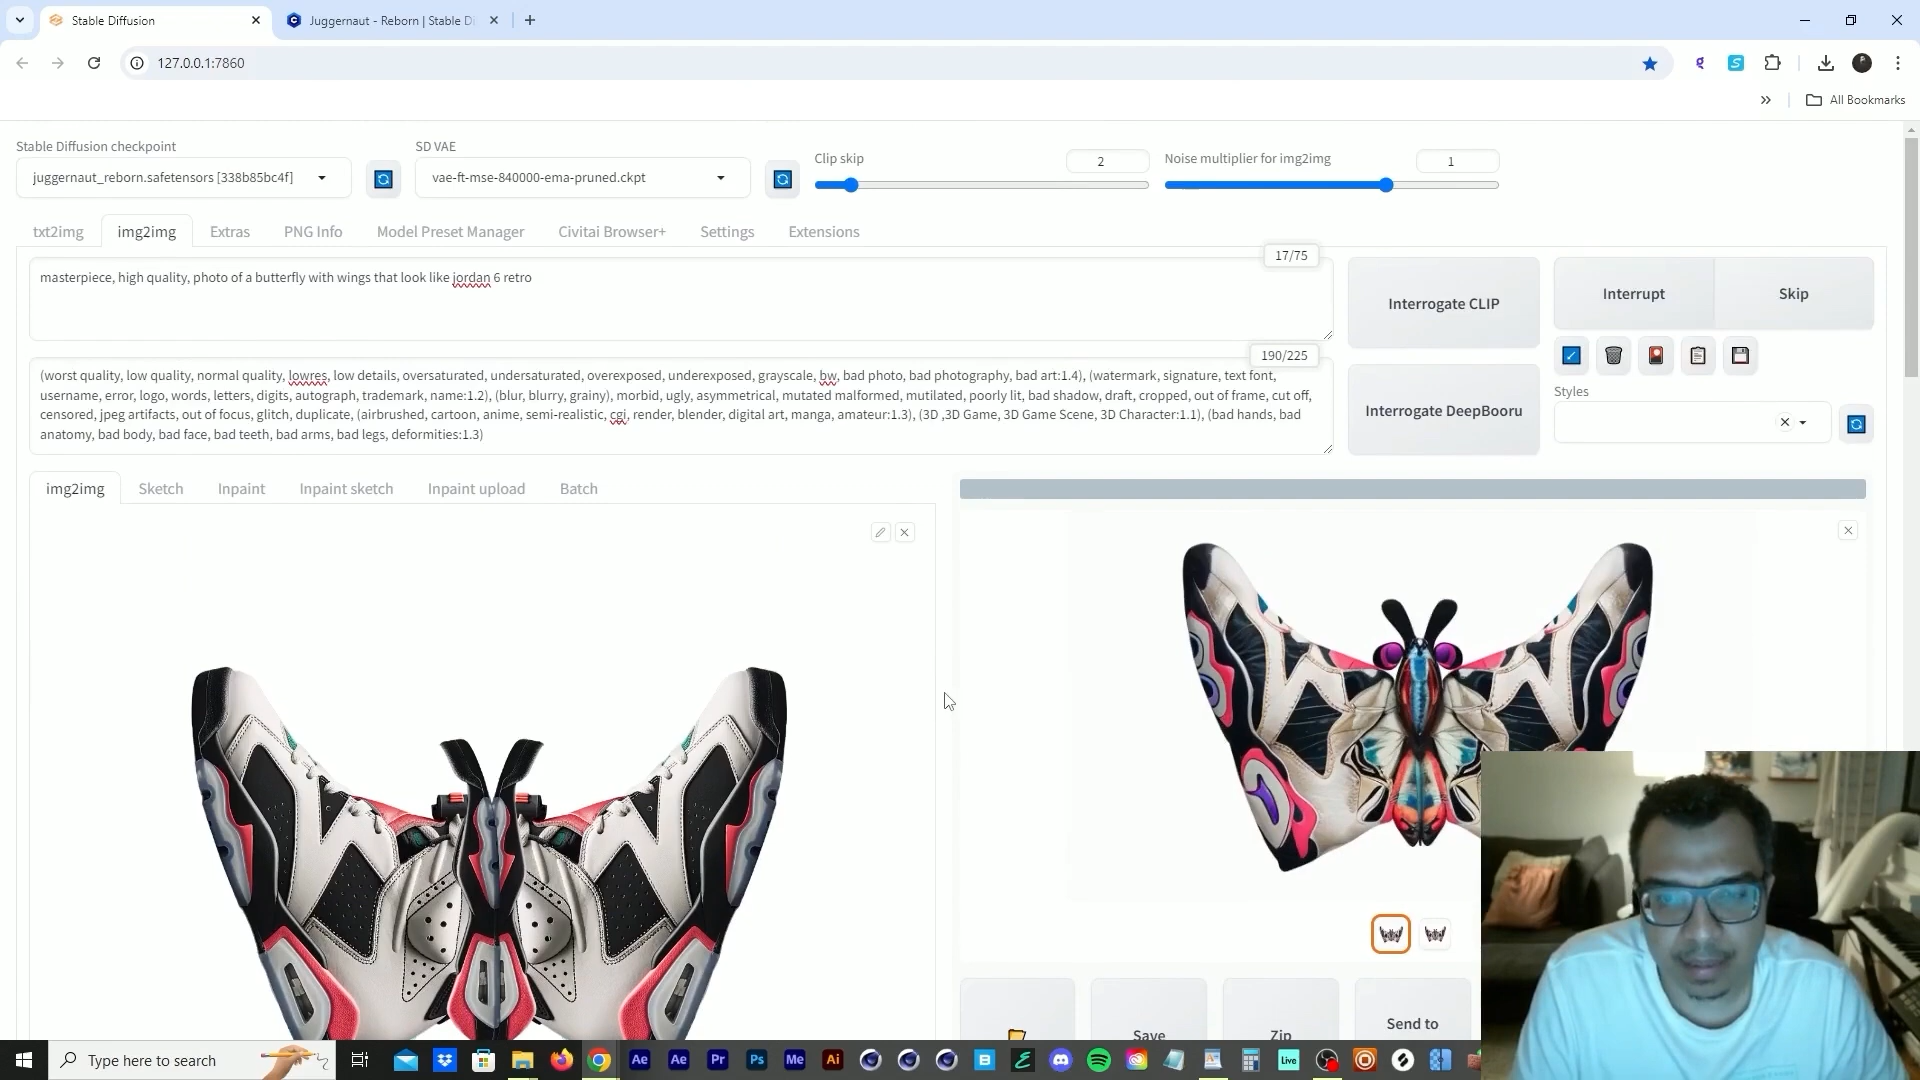 Stable Diffusion
Juggernaut - Reborn | Stable D
127.0.0.1:7860
All Bookmarks
Stable Diffusion checkpoint
SD VAE
Clip skip
2
Noise multiplier for img2img
1
juggernaut_reborn.safetensors [338b85bc4f]
vae-ft-mse-840000-ema-pruned.ckpt
txt2img
img2img
Extras
PNG Info
Model Preset Manager
Civitai Browser+
Settings
Extensions
17/75
masterpiece, high quality, photo of a butterfly with wings that look like jordan 6 retro
Interrogate CLIP
Interrupt
Skip
190/225
(worst quality, low quality, normal quality, lowres, low details, oversaturated, undersaturated, overexposed, underexposed, grayscale, bw, bad photo, bad photography, bad art:1.4), (watermark, signature, text font,
username, error, logo, words, letters, digits, autograph, trademark, name:1.2), (blur, blurry, grainy), morbid, ugly, asymmetrical, mutated malformed, mutilated, poorly lit, bad shadow, draft, cropped, out of frame, cut off,
censored, jpeg artifacts, out of focus, glitch, duplicate, (airbrushed, cartoon, anime, semi-realistic, cgi, render, blender, digital art, manga, amateur:1.3), (3D ,3D Game, 3D Game Scene, 3D Character:1.1), (bad hands, bad
anatomy, bad body, bad face, bad teeth, bad arms, bad legs, deformities:1.3)
Interrogate DeepBooru
Styles
img2img
Sketch
Inpaint
Inpaint sketch
Inpaint upload
Batch
Save
Zip
Send to
Type here to search
Ae
Ae
Pr
Ps
Me
Ai
B
E
Live